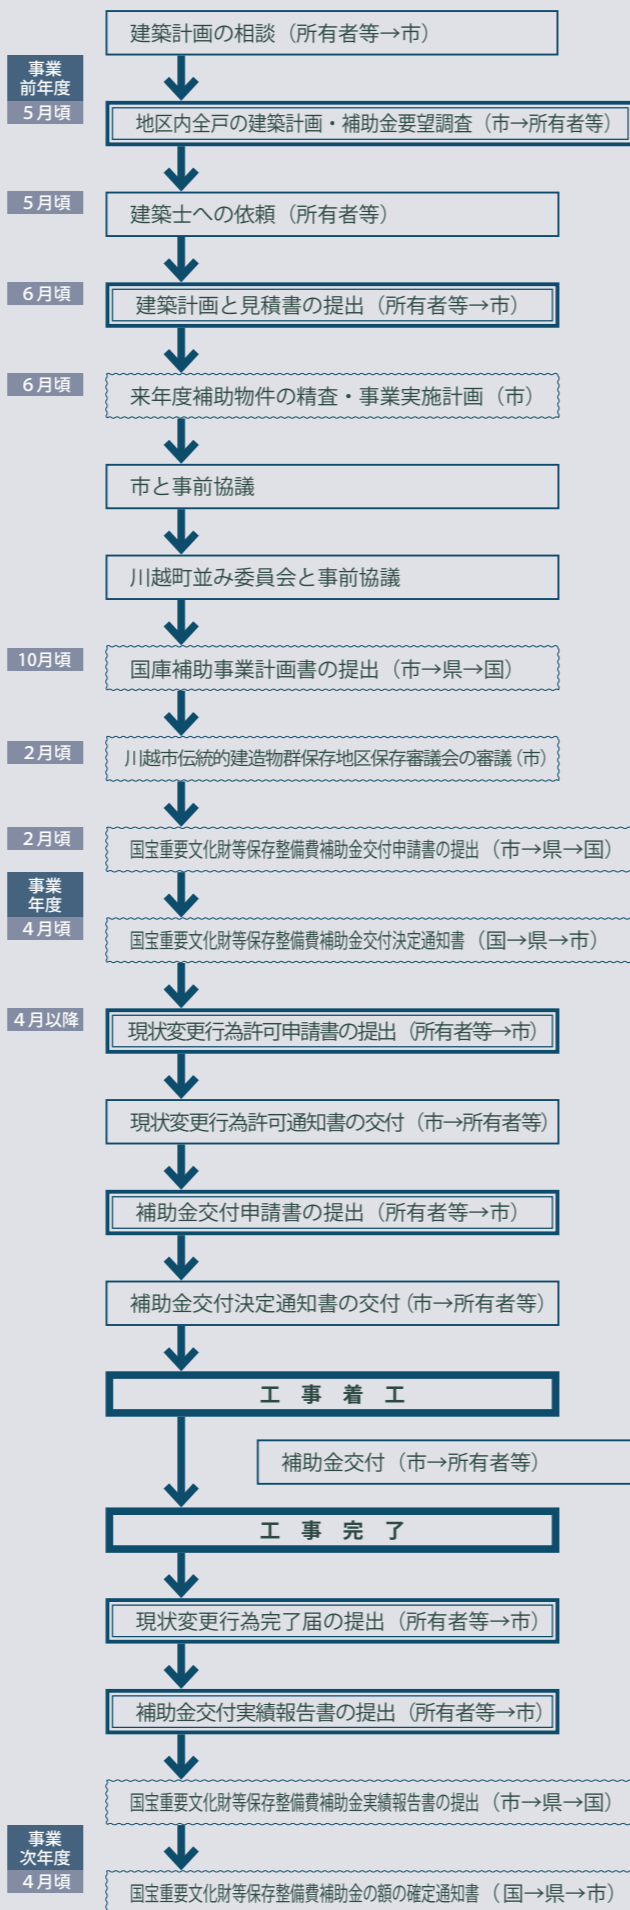 建築計画の相談（所有者等→市）
事業
前年度
5月頃
地区内全戸の建築計画・補助金要望調査（市→所有者等）
5月頃
建築士への依頼（所有者等）
6月頃
建築計画と見積書の提出（所有者等→市）
6月頃
来年度補助物件の精査・事業実施計画（市）
市と事前協議
川越町並み委員会と事前協議
10月頃
国庫補助事業計画書の提出（市→県→国）
2月頃
川越市伝統的建造物群保存地区保存審議会の審議（市）
2月頃
国宝重要文化財等保存整備費補助金交付申請書の提出（市→県→国）
事業
年度
4月頃
国宝重要文化財等保存整備費補助金交付決定通知書（国→県→市）
4月以降
現状変更行為許可申請書の提出（所有者等→市）
現状変更行為許可通知書の交付（市→所有者等）
補助金交付申請書の提出（所有者等→市）
補助金交付決定通知書の交付（市→所有者等）
工事着工
補助金交付（市→所有者等）
工事完了
現状変更行為完了届の提出（所有者等→市）
補助金交付実績報告書の提出（所有者等→市）
国宝重要文化財等保存整備費補助金実績報告書の提出（市→県→国）
事業
次年度
4月頃
国宝重要文化財等保存整備費補助金の額の確定通知書（国→県→市）